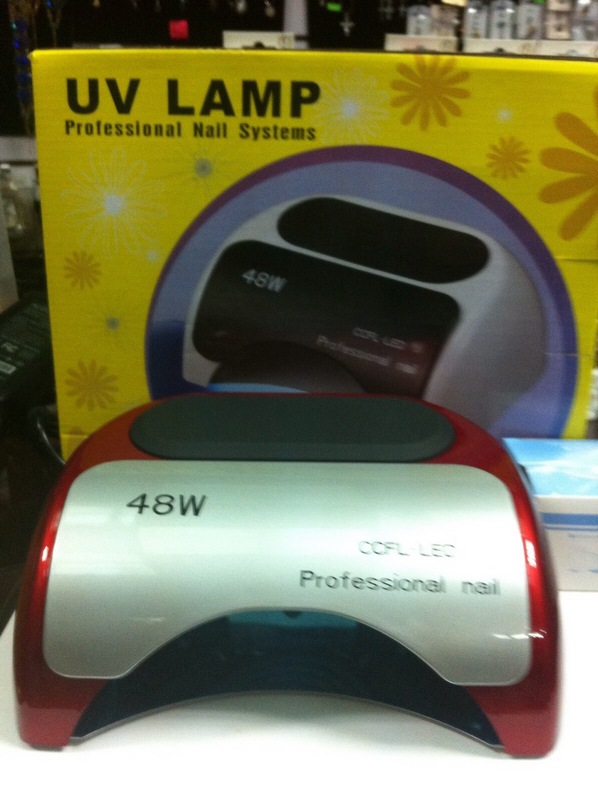 UV LAMP
Professional Nail Systems
48W
CCFL LED
Professional nail
48W
CCFL LED
Professional nail